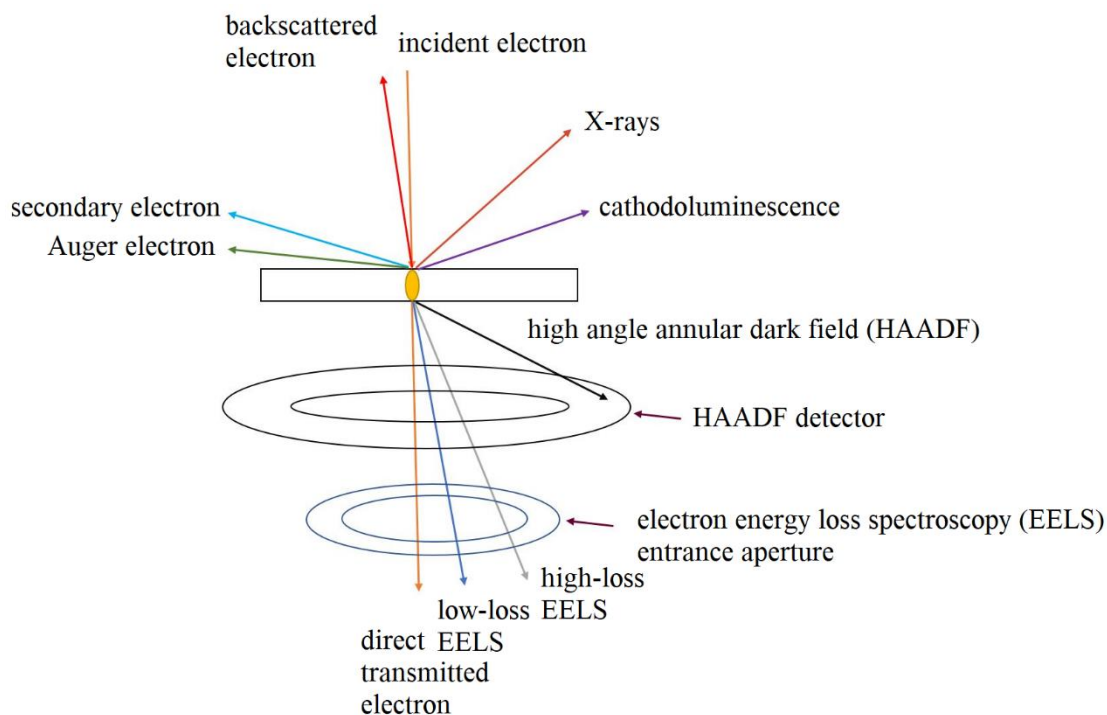 backscattered
electron
incident electron
X-rays
secondary electron
cathodoluminescence
Auger electron
high angle annular dark field (HAADF)
HAADF detector
electron energy loss spectroscopy (EELS)
entrance aperture
high-loss
EELS
low-loss
EELS
direct
transmitted
electron